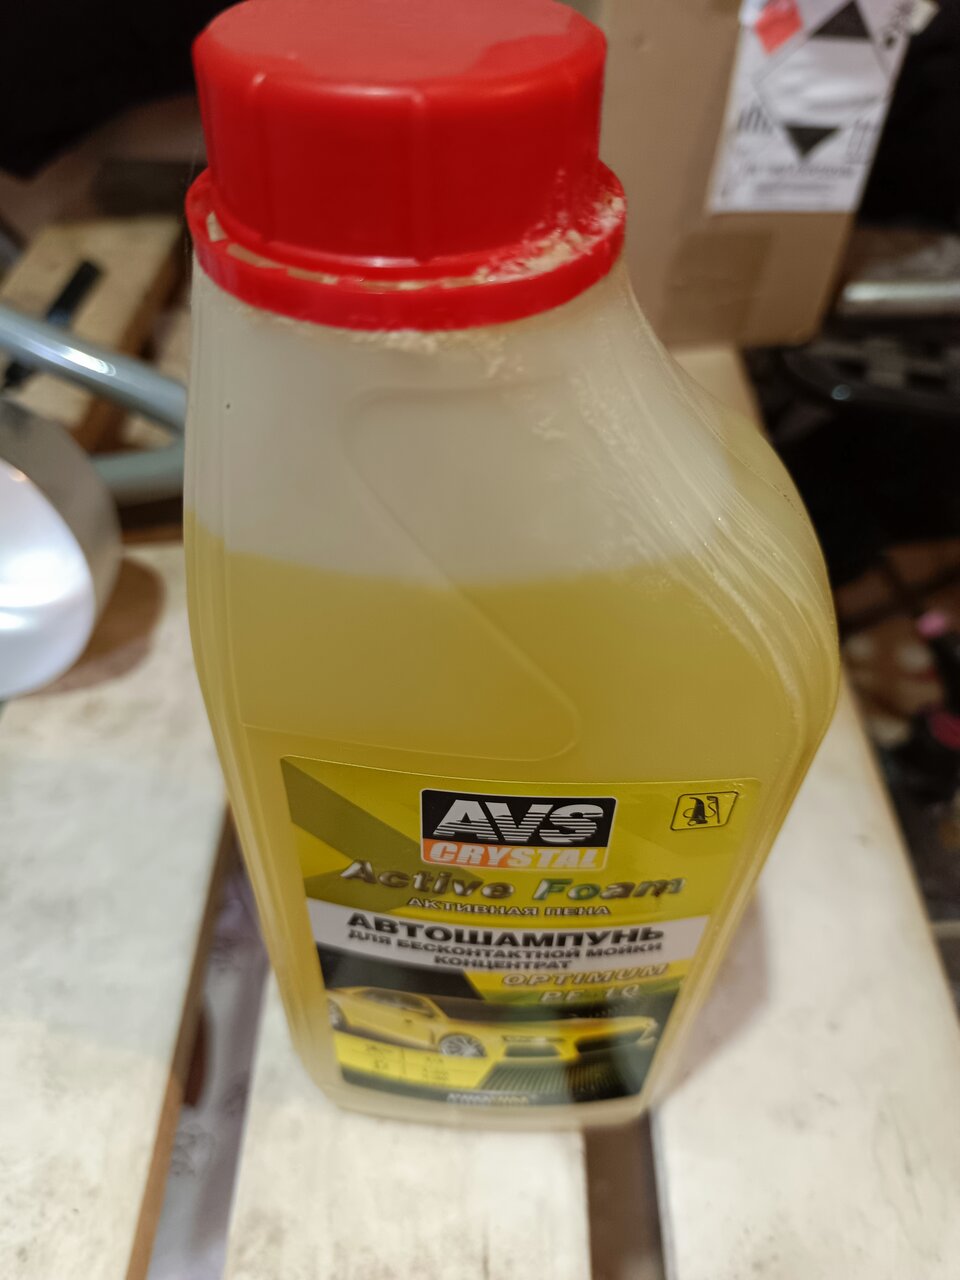 AVS
CRYSTAL
Active Foam
АКТИВНАЯ ПЕНА
АВТОШАМПУНЬ
ДЛЯ БЕСКОНТАКТНОЙ МОЙКИ
КОНЦЕНТРАТ
OPTIMUM